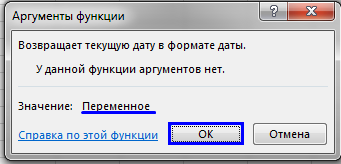 Аргументы функции
Возвращает текущую дату в формате даты.
У данной функции аргументов нет.
Значение: Переменное
Справка по этой функции ОК Отмена